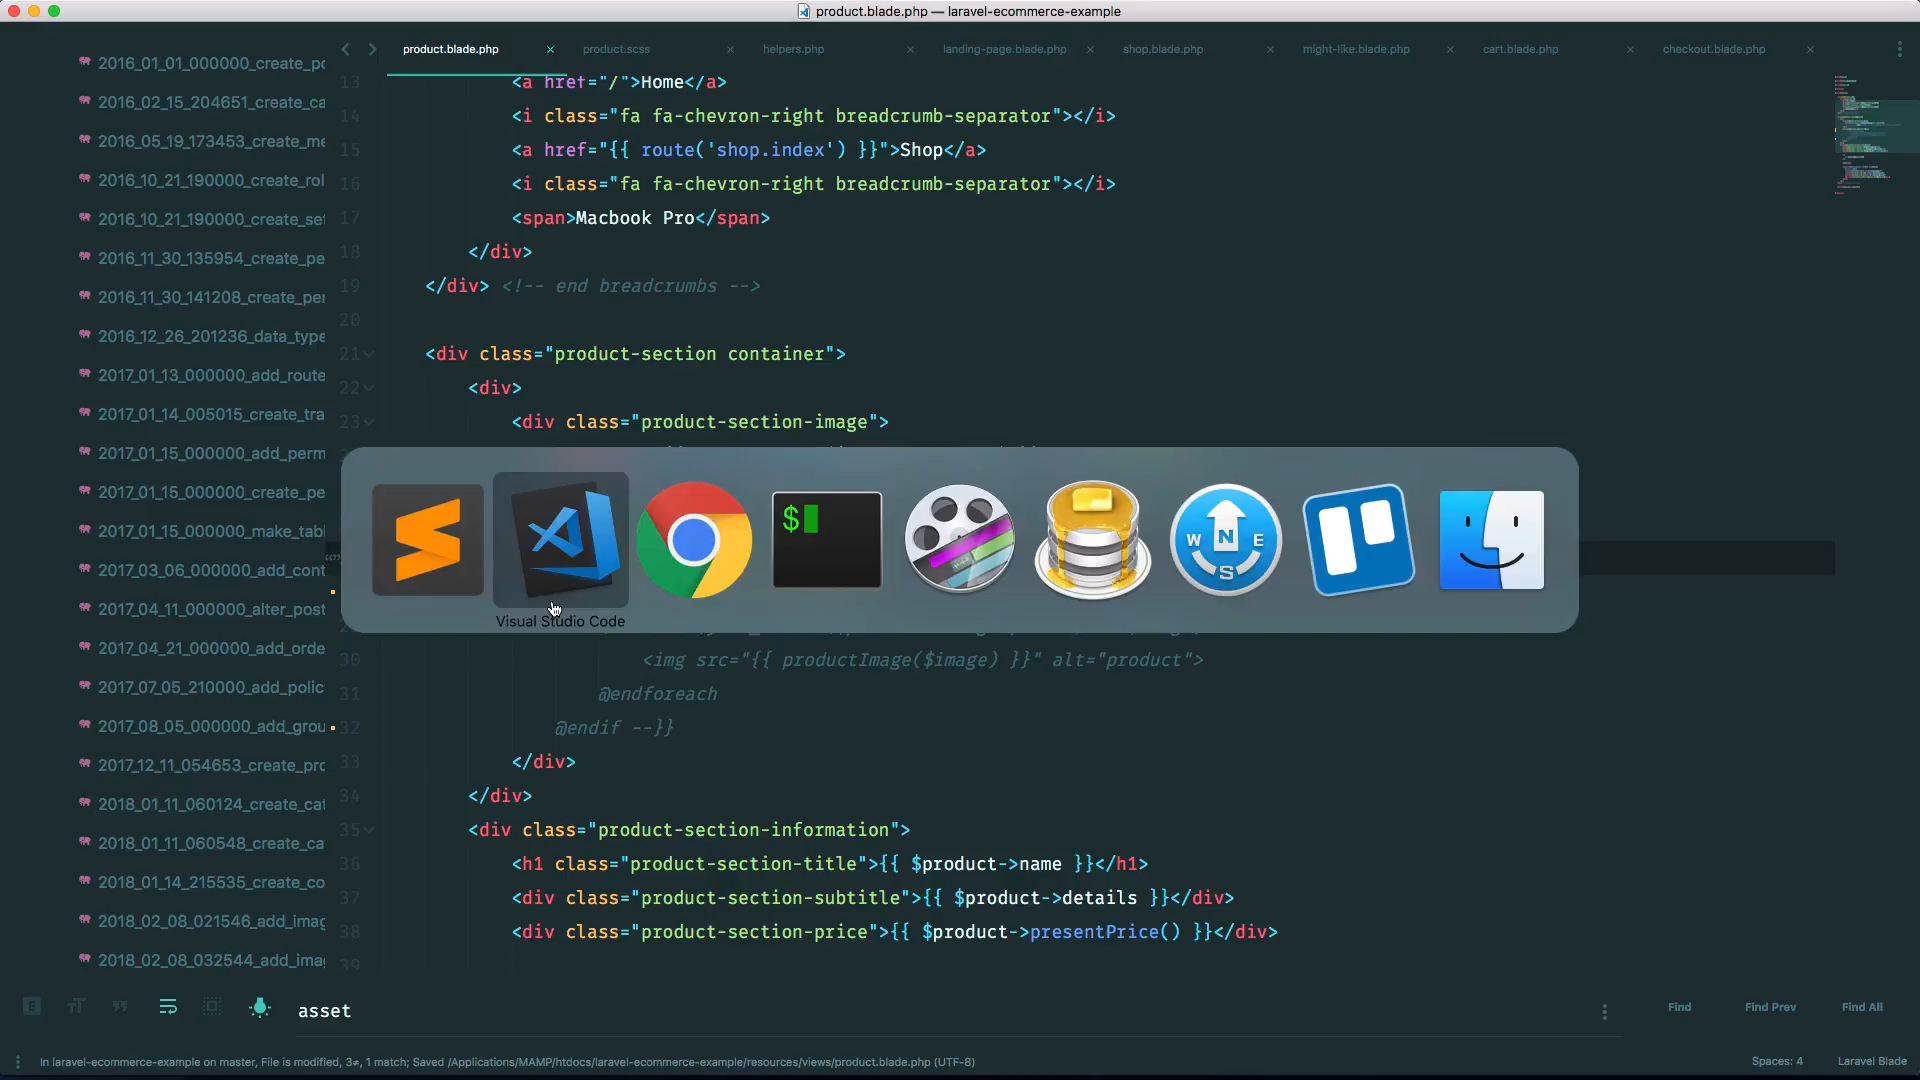 product.blade.php — laravel-ecommerce-example
product.blade.php × product.scss × helpers.php × landing-page.blade.php × shop.blade.php × might-like.blade.php × cart.blade.php × checkout.blade.php ×
2016_01_01_000000_create_po
2016_02_15_204651_create_ca
2016_05_19_173453_create_me
2016_10_21_190000_create_rol
2016_10_21_190000_create_set
2016_11_30_135954_create_pe
2016_11_30_141208_create_per
2016_12_26_201236_data_type
2017_01_13_000000_add_route
2017_01_14_005015_create_tra
2017_01_15_000000_add_perm
2017_01_15_000000_create_pe
2017_01_15_000000_make_tabl
2017_03_06_000000_add_cont
2017_04_11_000000_alter_post
2017_04_21_000000_add_orde
2017_07_05_210000_add_polic
2017_08_05_000000_add_grou
2017_12_11_054653_create_pro
2018_01_11_060124_create_cat
2018_01_11_060548_create_ca
2018_01_14_215535_create_co
2018_02_08_021546_add_imag
2018_02_08_032544_add_imag
13 <a href="/">Home</a>
14 <i class="fa fa-chevron-right breadcrumb-separator"></i>
15 <a href="{{ route('shop.index') }}">Shop</a>
16 <i class="fa fa-chevron-right breadcrumb-separator"></i>
17 <span>Macbook Pro</span>
18 </div>
19 </div> <!-- end breadcrumbs -->
20
21 <div class="product-section container">
22 <div>
23 <div class="product-section-image">
$
W N E
S
Visual Studio Code
30 <img src="{{ productImage($image) }}" alt="product">
31 @endforeach
32 @endif --}}
33 </div>
34 </div>
35 <div class="product-section-information">
36 <h1 class="product-section-title">{{ $product->name }}</h1>
37 <div class="product-section-subtitle">{{ $product->details }}</div>
38 <div class="product-section-price">{{ $product->presentPrice() }}</div>
39
asset
Find Find Prev Find All
In laravel-ecommerce-example on master, File is modified, 3≠, 1 match; Saved /Applications/MAMP/htdocs/laravel-ecommerce-example/resources/views/product.blade.php (UTF-8)
Spaces: 4 Laravel Blade